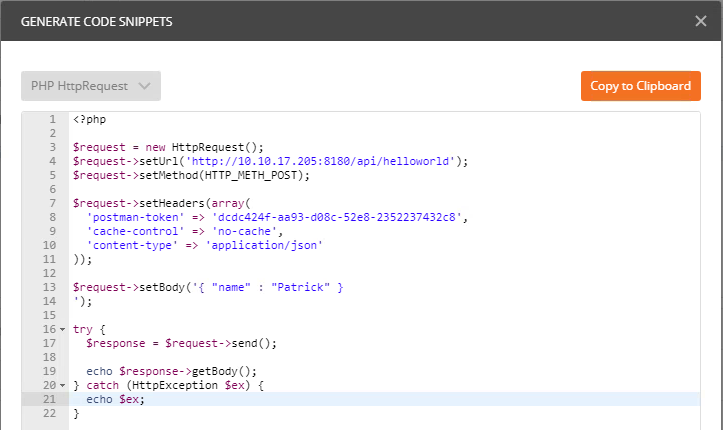 GENERATE CODE SNIPPETS ×
PHP HttpRequest
Copy to Clipboard
1 <?php
2
3 $request = new HttpRequest();
4 $request->setUrl('http://10.10.17.205:8180/api/helloworld');
5 $request->setMethod(HTTP_METH_POST);
6
7 $request->setHeaders(array(
8   'postman-token' => 'dcdc424f-aa93-d08c-52e8-2352237432c8',
9   'cache-control' => 'no-cache',
10   'content-type' => 'application/json'
11 ));
12
13 $request->setBody('{ "name" : "Patrick" }
14 ');
15
16 try {
17   $response = $request->send();
18
19   echo $response->getBody();
20 } catch (HttpException $ex) {
21   echo $ex;
22 }